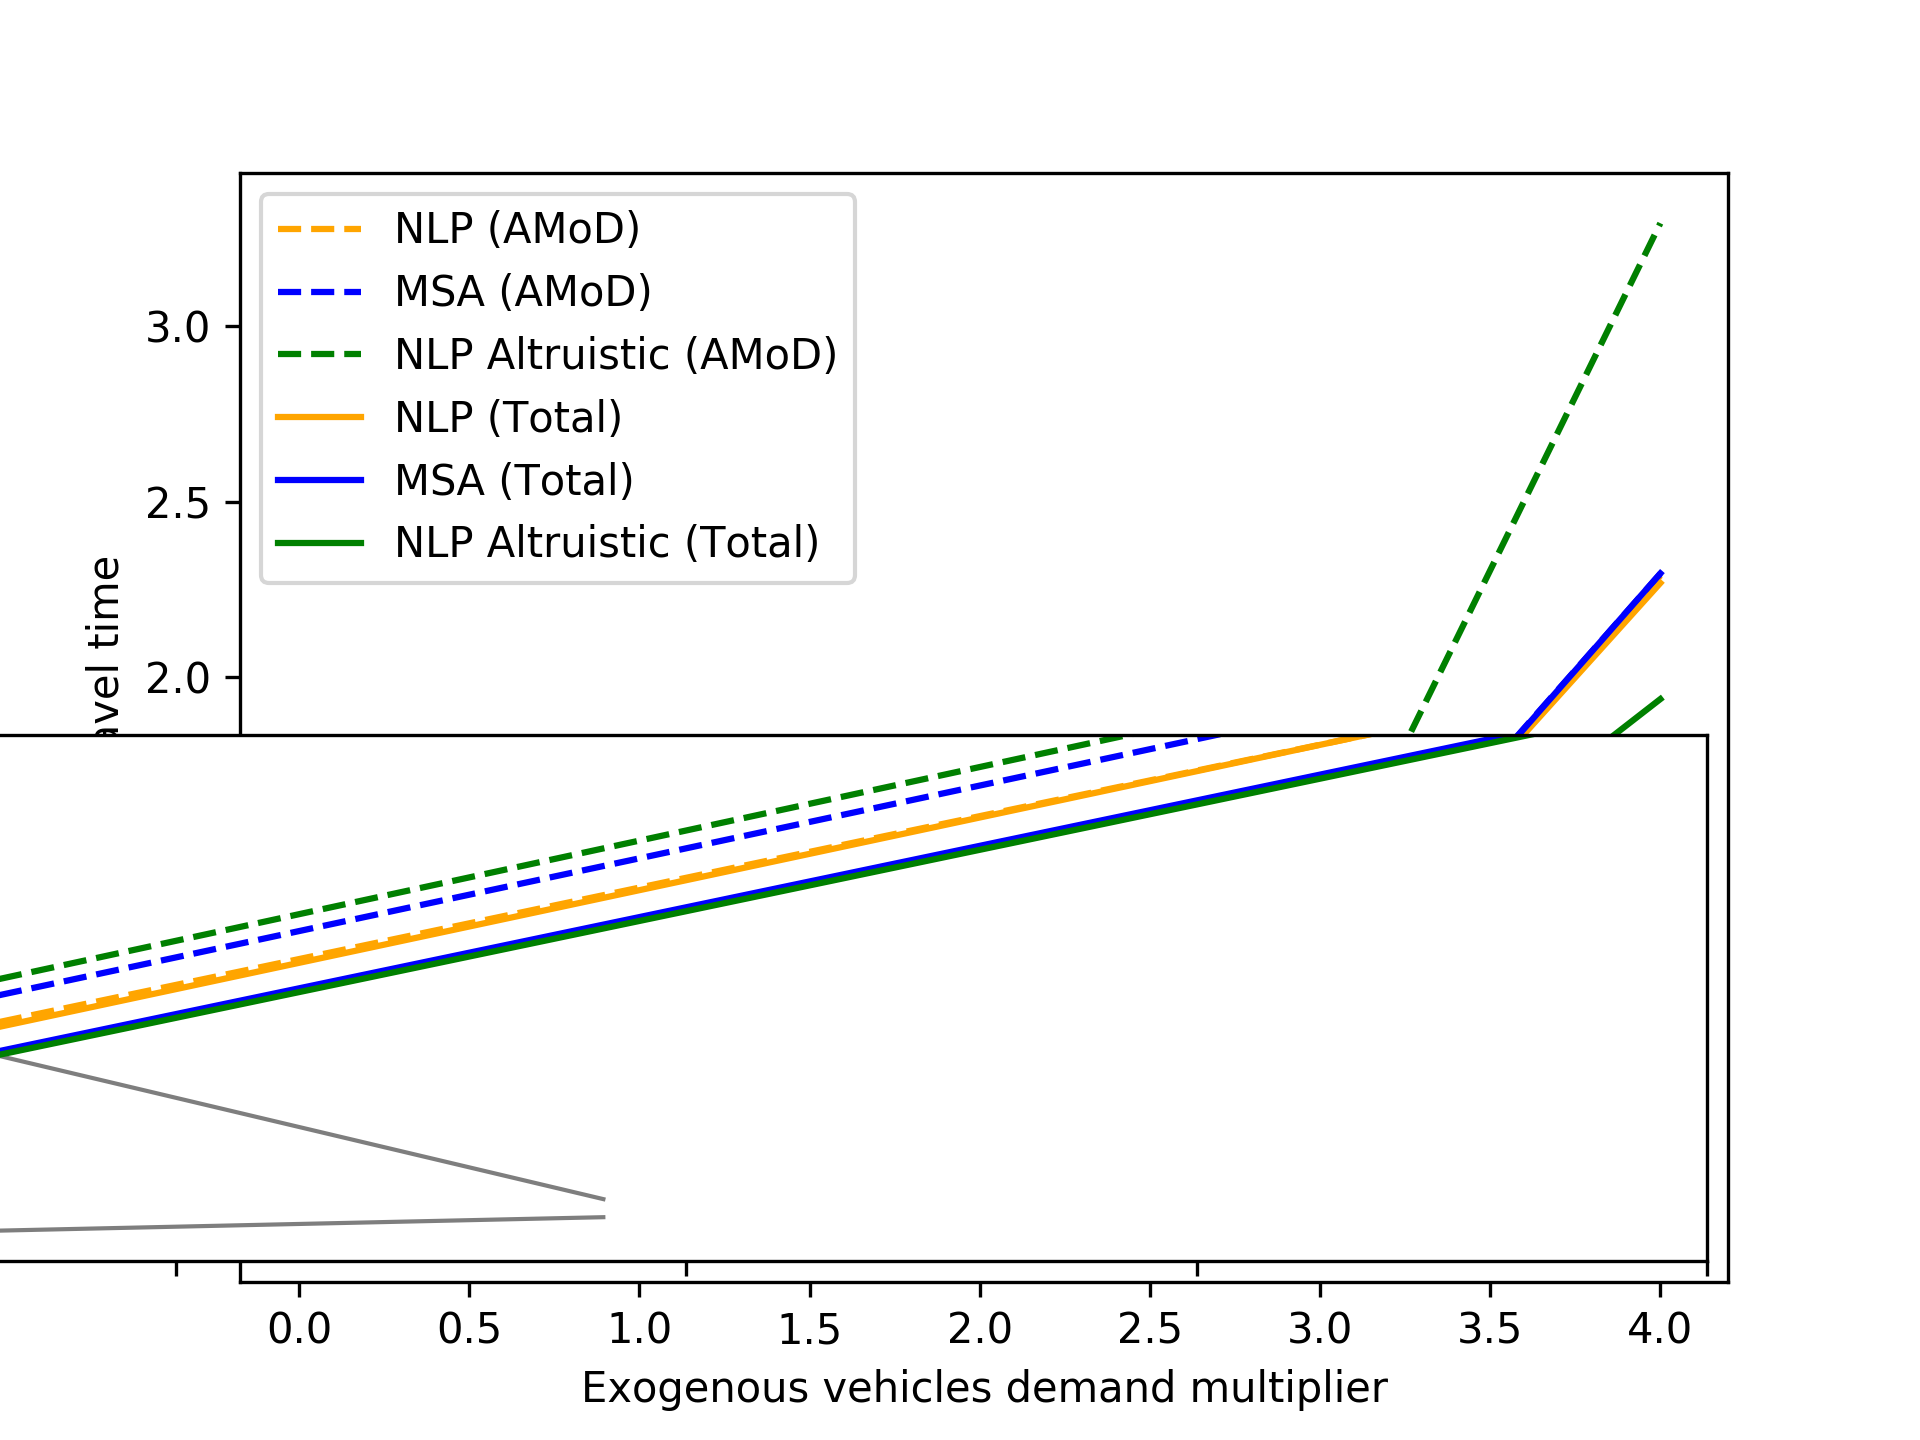 NLP (AMoD)
MSA (AMoD)
NLP Altruistic (AMoD)
NLP (Total)
MSA (Total)
NLP Altruistic (Total)
3.0
2.5
2.0
time
0.0 0.5 1.0 1.5 2.0 2.5 3.0 3.5 4.0
Exogenous vehicles demand multiplier